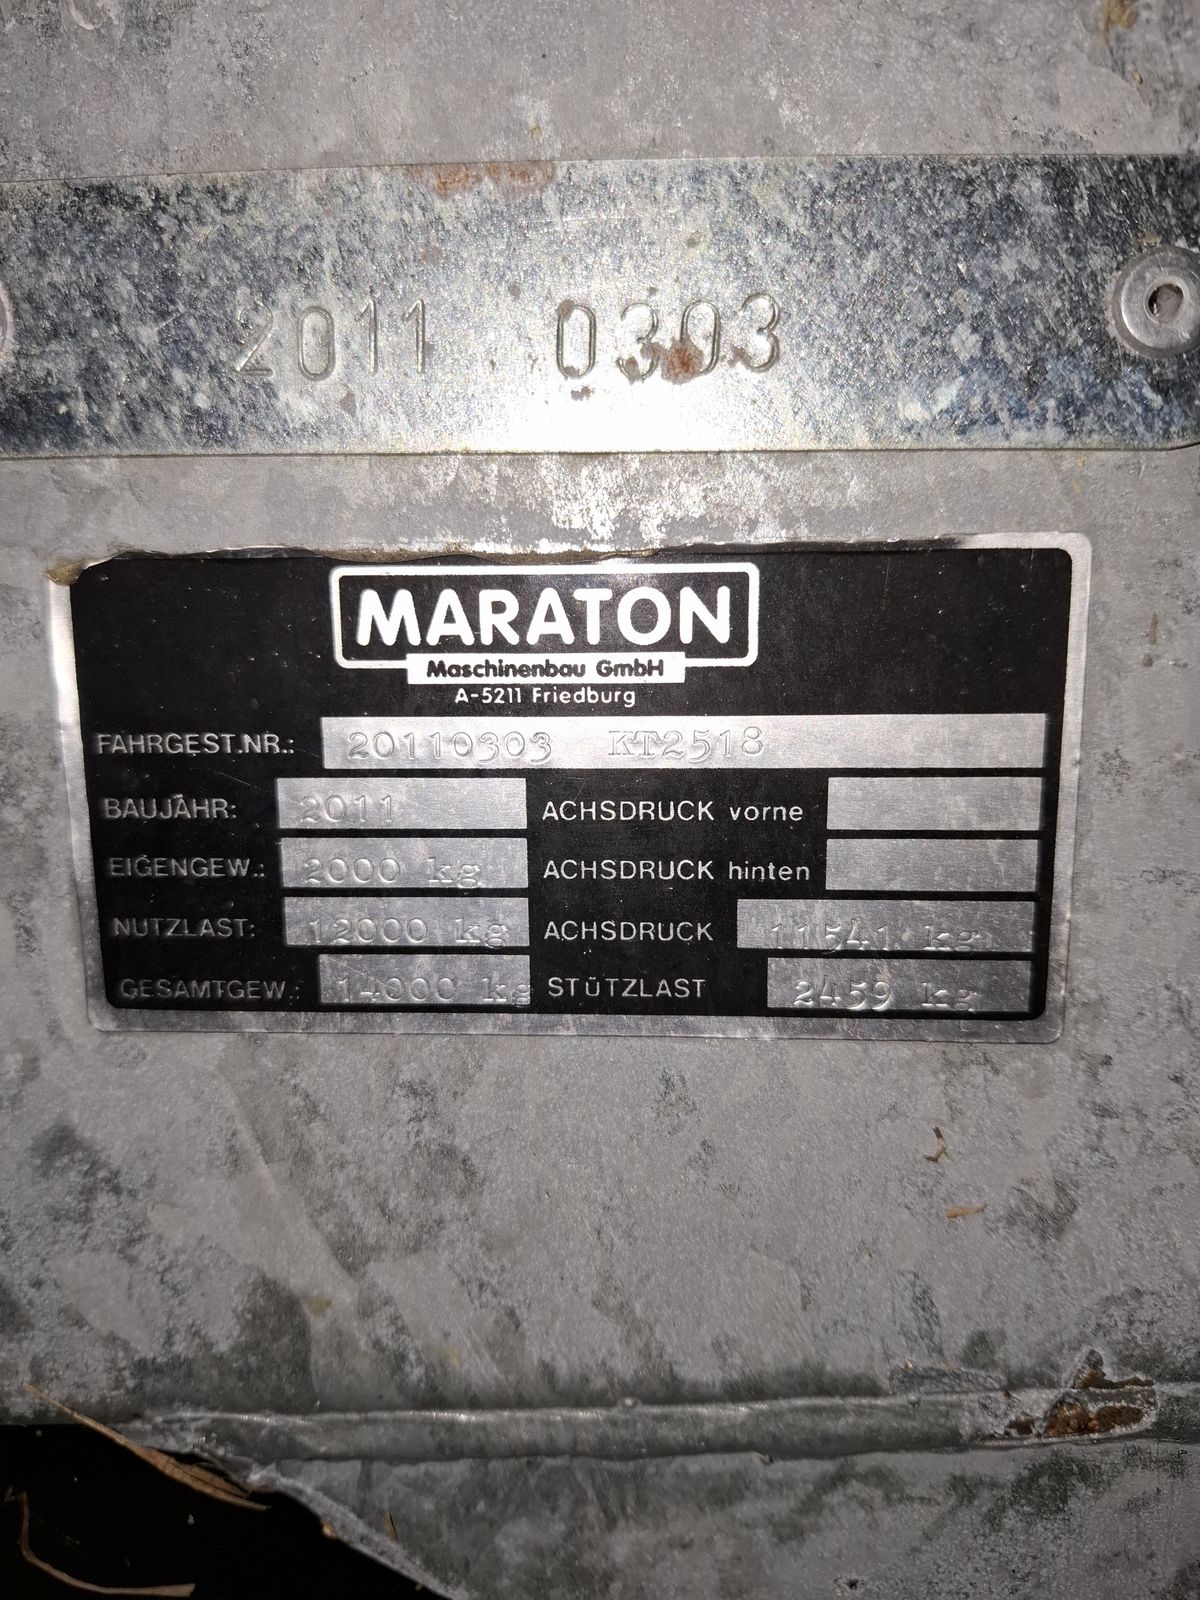 2011 0303
MARATON
Maschinenbau GmbH
A-5211 Friedburg
FAHRGEST.NR.: 20110303 KT2518
BAUJAHR: 2011 ACHSDRUCK vorne
EIGENGEW.: 2000 kg ACHSDRUCK hinten
NUTZLAST: 12000 kg ACHSDRUCK 11541 kg
GESAMTGEW.: 14000 kg STÜTZLAST 2459 kg